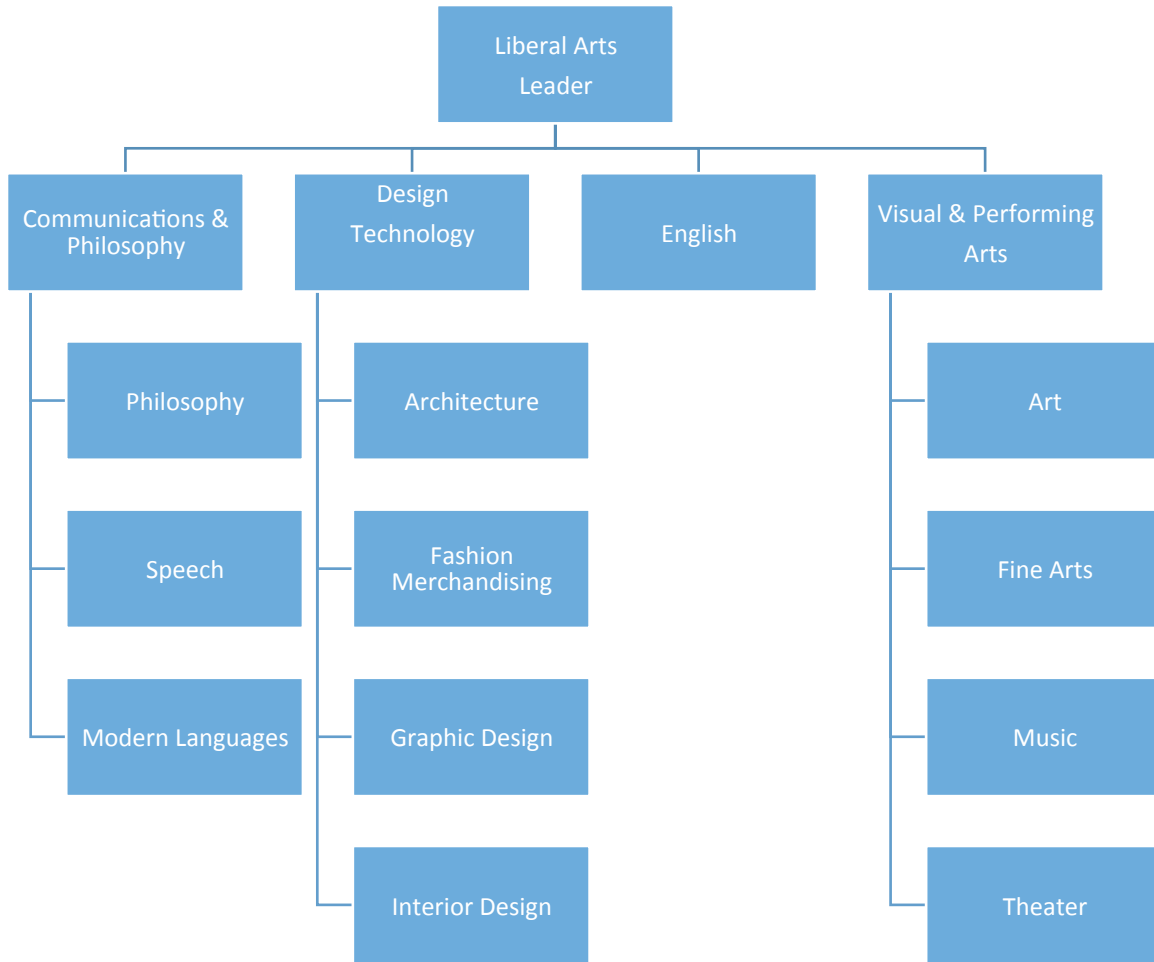 Liberal Arts
Leader
Communications &
Philosophy
Design
Technology
English
Visual & Performing
Arts
Philosophy
Architecture
Art
Speech
Fashion
Merchandising
Fine Arts
Modern Languages
Graphic Design
Music
Interior Design
Theater